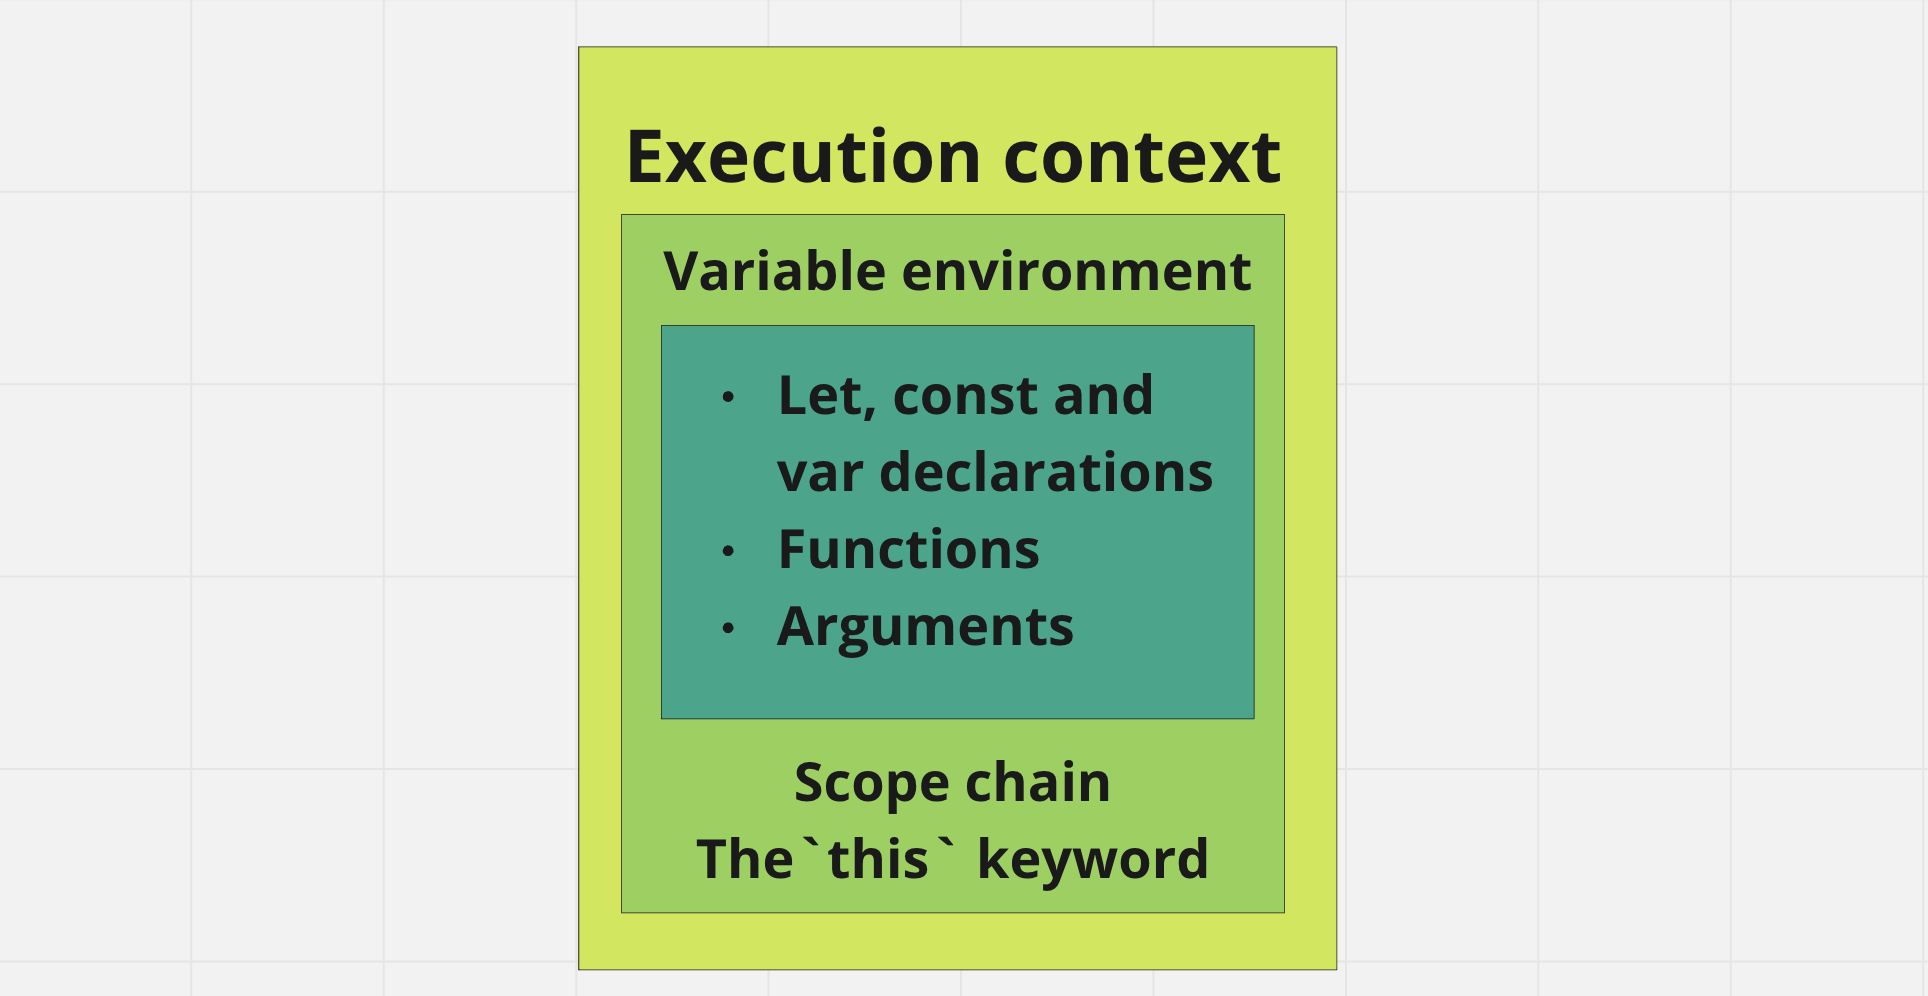 Execution context
Variable environment
• Let, const and
var declarations
• Functions
• Arguments
Scope chain
The`this` keyword